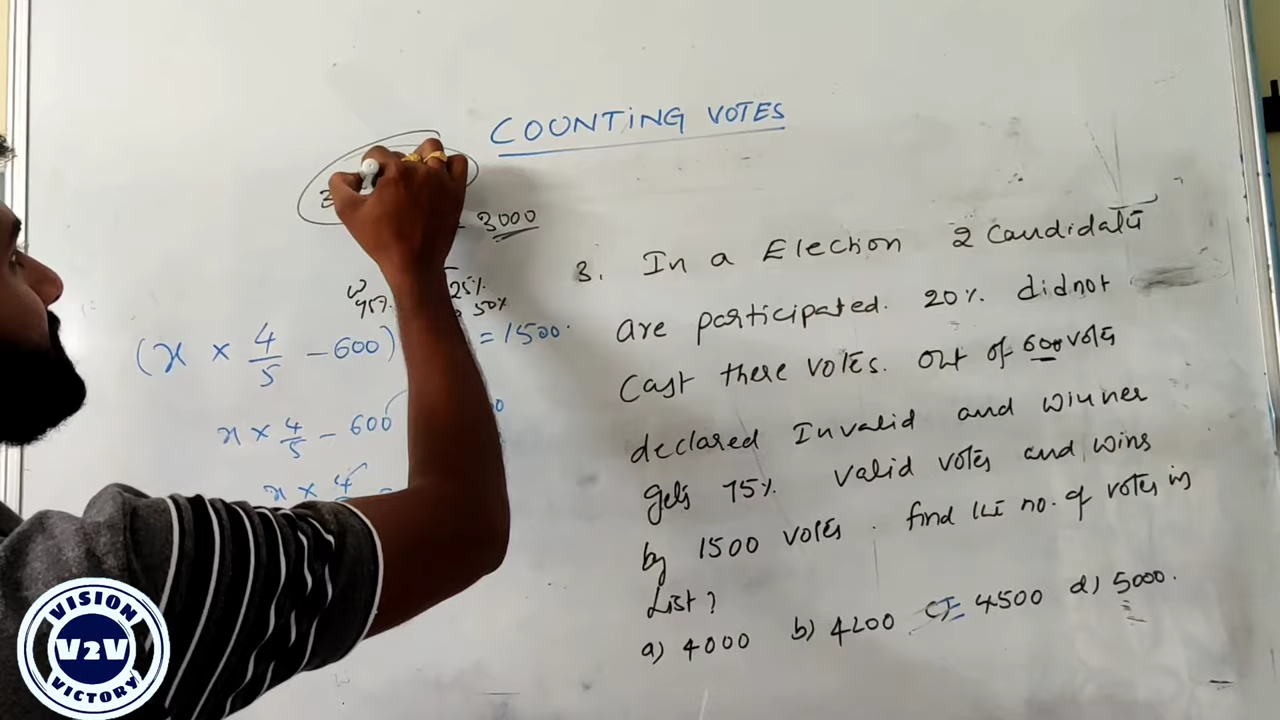 COUNTING VOTES
3000
25%
50%
(x × 4/5 - 600) = 1500.
x × 4/5 - 600
x × 4
3. In a Election 2 Candidate
are participated. 20% didnot
Cast there votes. Out of 600 votes
declared Invalid and winner
gets 75% valid votes and wins
by 1500 votes. find no. of votes in
List?
a) 4000 b) 4200 c) 4500 d) 5000.
VISION
V2V
VICTORY